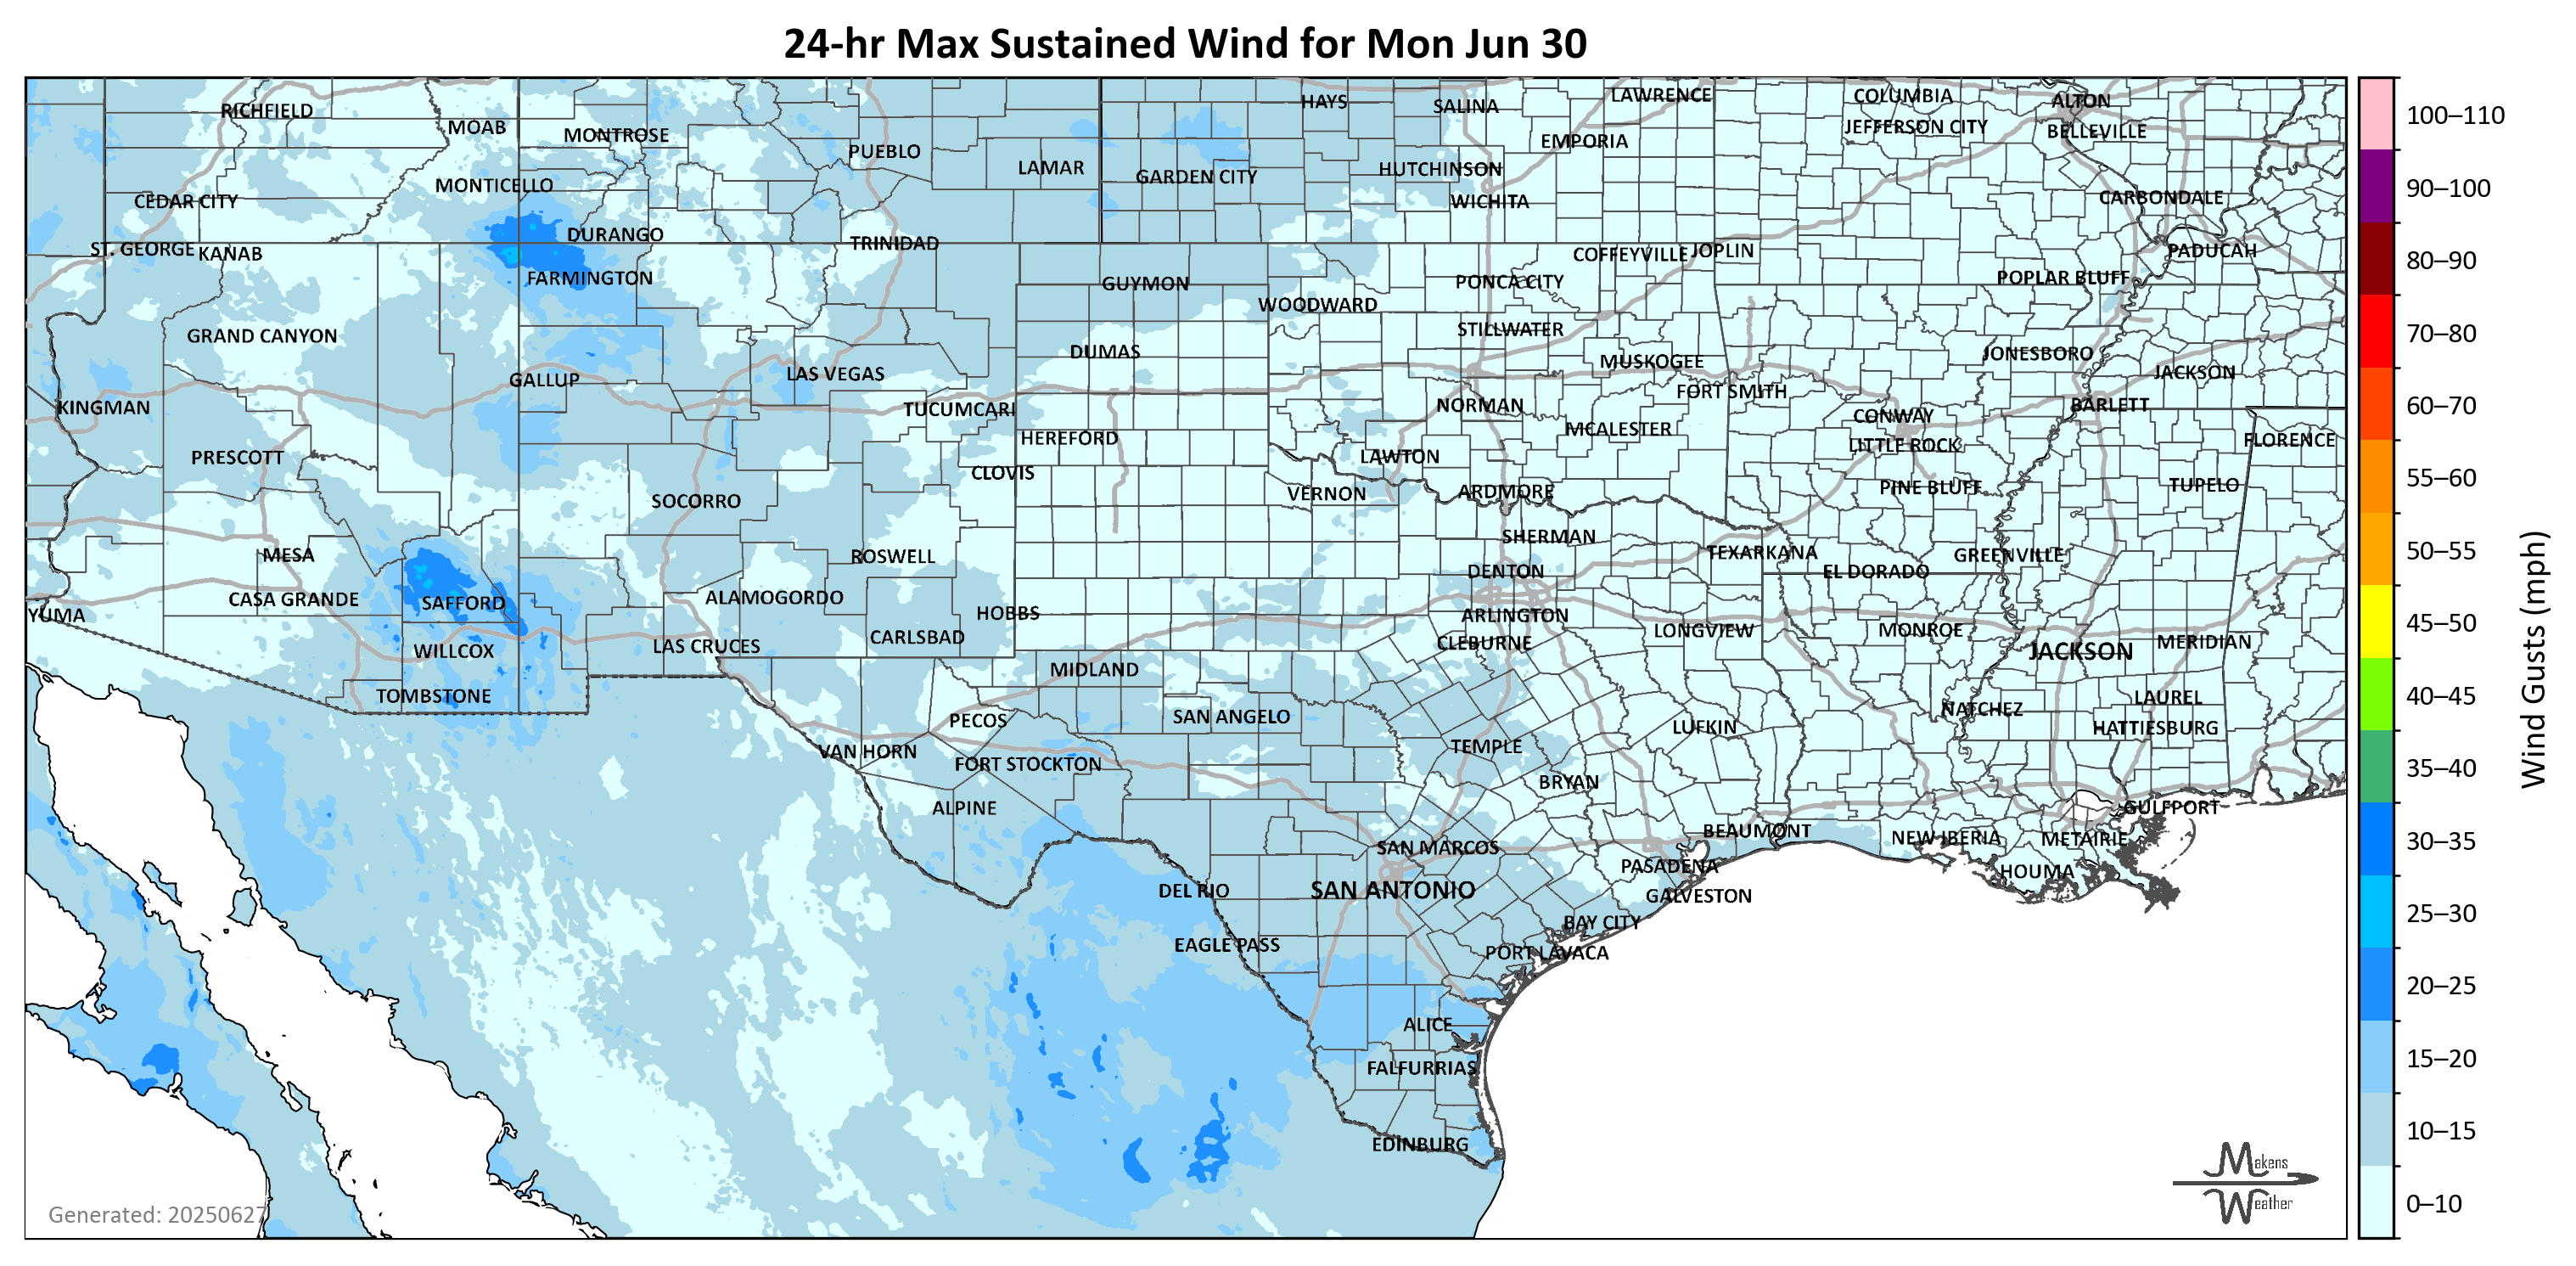 24-hr Max Sustained Wind for Mon Jun 30
RICHFIELD
MOAB
MONTROSE
PUEBLO
LAMAR
HAYS
SALINA
LAWRENCE
COLUMBIA
ALTON
EMPORIA
JEFFERSON CITY
BELLEVILLE
GARDEN CITY
HUTCHINSON
MONTICELLO
CEDAR CITY
WICHITA
CARBONDALE
DURANGO
TRINIDAD
ST. GEORGE
KANAB
COFFEYVILLE
JOPLIN
PADUCAH
FARMINGTON
GUYMON
PONCA CITY
POPLAR BLUFF
WOODWARD
GRAND CANYON
STILLWATER
DUMAS
MUSKOGEE
JONESBORO
GALLUP
LAS VEGAS
JACKSON
KINGMAN
TUCUMCARI
NORMAN
FORT SMITH
CONWAY
BARLETT
HEREFORD
MCALESTER
LITTLE ROCK
FLORENCE
PRESCOTT
CLOVIS
LAWTON
SOCORRO
VERNON
ARDMORE
PINE BLUFF
TUPELO
MESA
ROSWELL
SHERMAN
TEXARKANA
GREENVILLE
DENTON
EL DORADO
CASA GRANDE
SAFFORD
ALAMOGORDO
HOBBS
YUMA
ARLINGTON
WILLCOX
LAS CRUCES
CARLSBAD
CLEBURNE
LONGVIEW
MONROE
JACKSON
MERIDIAN
MIDLAND
TOMBSTONE
PECOS
SAN ANGELO
NATCHEZ
LAUREL
LUFKIN
HATTIESBURG
VAN HORN
FORT STOCKTON
TEMPLE
BRYAN
ALPINE
GULFPORT
SAN MARCOS
BEAUMONT
NEW IBERIA
METAIRIE
PASADENA
HOUMA
DEL RIO
SAN ANTONIO
GALVESTON
BAY CITY
EAGLE PASS
PORT LAVACA
ALICE
FALFURRIAS
EDINBURG
Generated: 20250627
Makens
Weather
100–110
90–100
80–90
70–80
60–70
55–60
50–55
45–50
40–45
35–40
30–35
25–30
20–25
15–20
10–15
0–10
Wind Gusts (mph)